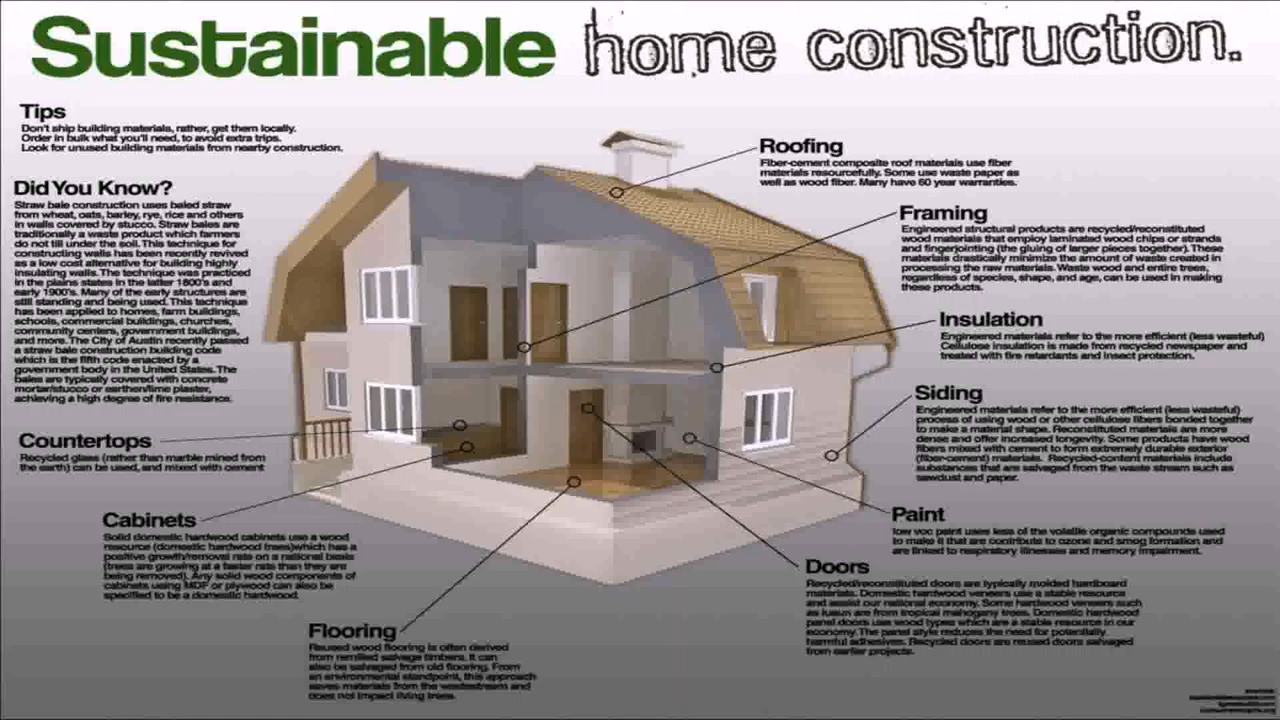 Sustainable home construction.
Tips
Don't ship building materials, rather, get them locally.
Order in bulk what you'll need, to avoid extra trips.
Look for unused building materials from nearby construction.
Did You Know?
Straw bale construction uses baled straw
from wheat, oats, barley, rye, rice and others
in walls covered by stucco. Straw bales are
traditionally a waste product which farmers
do not till under the soil. This technique for
constructing walls has been recently revived
as a low cost alternative for building highly
insulating walls. The technique was practiced
in the plains states in the latter 1800's and
early 1900's. Many of the early structures are
still standing and being used. This technique
has been applied to homes, farm buildings,
schools, commercial buildings, churches,
community centers, government buildings,
and more. The City of Austin recently passed
a straw bale construction building code
which is the fifth code enacted by a
government body in the United States. The
bales are typically covered with concrete
mortar/stucco or earthen/lime plaster,
achieving a high degree of fire resistance.
Countertops
Recycled glass (rather than marble mined from
the earth) can be used, and mixed with cement
Cabinets
Solid domestic hardwood cabinets use a wood
resource (domestic hardwood trees)which has a
positive growth/removal rate on a national basis
(trees are growing at a faster rate than they are
being removed). Any solid wood components of
cabinets using MDF or plywood can also be
specified to be a domestic hardwood.
Flooring
Reused wood flooring is often derived
from remilled salvage timbers. It can
also be salvaged from old flooring. From
an environmental standpoint, this approach
saves materials from the wastestream and
does not impact living trees.
Roofing
Fiber-cement composite roof materials use fiber
materials resourcefully. Some use waste paper as
well as wood fiber. Many have 60 year warranties.
Framing
Engineered structural products are recycled/reconstituted
wood materials that employ laminated wood chips or strands
and fingerjointing (the gluing of larger pieces together). These
materials drastically minimize the amount of waste created in
processing the raw materials. Waste wood and entire trees,
regardless of species, shape, and age, can be used in making
these products.
Insulation
Engineered materials refer to the more efficient (less wasteful)
Cellulose insulation is made from recycled newspaper and
treated with fire retardants and insect protection.
Siding
Engineered materials refer to the more efficient (less wasteful)
process of using wood or other cellulose fibers bonded together
to make a material shape. Reconstituted materials are more
dense and offer increased longevity. Some products have wood
fibers mixed with cement to form extremely durable exterior
(fiber-cement) materials. Recycled-content materials include
substances that are salvaged from the waste stream such as
sawdust and paper.
Paint
low voc paint uses less of the volatile organic compounds used
to make it that are contribute to ozone and smog formation and
are linked to respiratory illnesses and memory impairment.
Doors
Recycled/reconstituted doors are typically molded hardboard
materials. Domestic hardwood veneers use a stable resource
and assist our national economy. Some hardwood veneers such
as luaun are from tropical mahogany trees. Domestic hardwood
panel doors use wood types which are a stable resource in our
economy. The panel style reduces the need for potentially
harmful adhesives. Recycled doors are reused doors salvaged
from earlier projects.